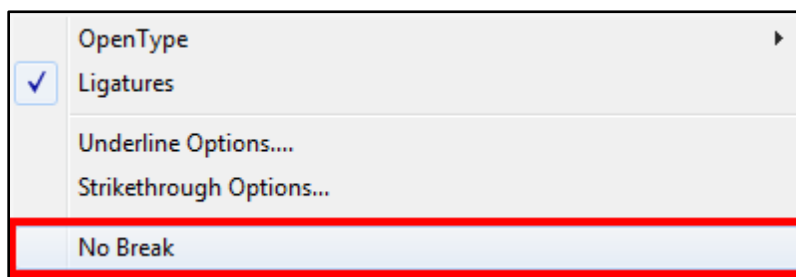 OpenType
Ligatures
Underline Options....
Strikethrough Options...
No Break